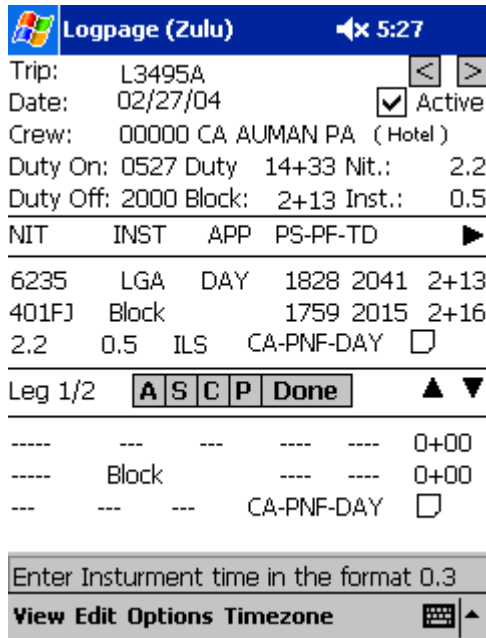 Logpage (Zulu) 5:27
Trip: L3495A < >
Date: 02/27/04 Active
Crew: 00000 CA AUMAN PA ( Hotel )
Duty On: 0527 Duty 14+33 Nit.: 2.2
Duty Off: 2000 Block: 2+13 Inst.: 0.5
NIT INST APP PS-PF-TD
6235 LGA DAY 1828 2041 2+13
401FJ Block 1759 2015 2+16
2.2 0.5 ILS CA-PNF-DAY
Leg 1/2 A S C P Done
----- --- --- ---- ---- 0+00
----- Block ---- ---- 0+00
--- --- --- CA-PNF-DAY
Enter Insturment time in the format 0.3
View Edit Options Timezone